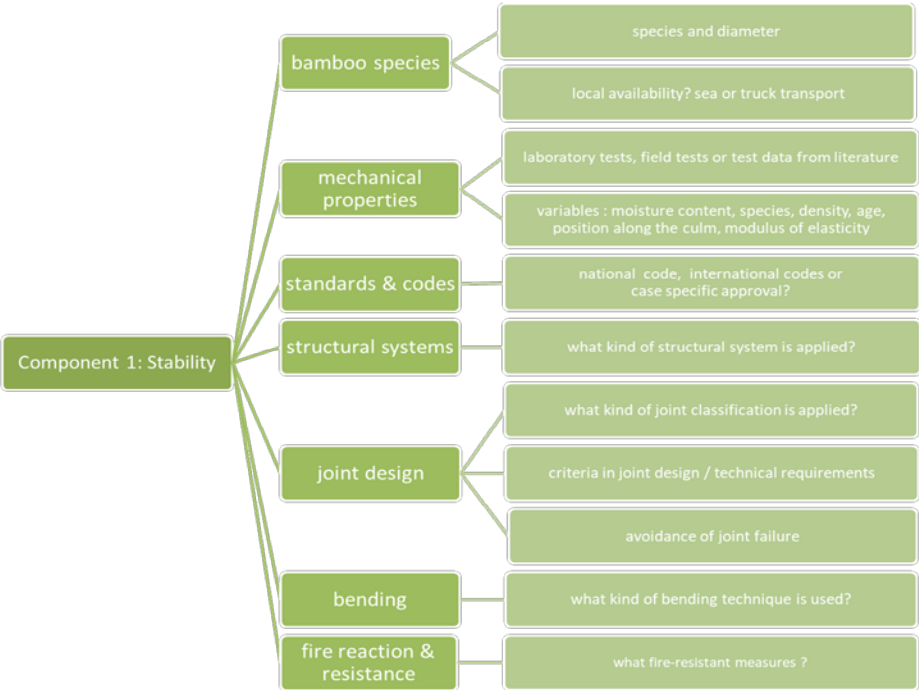 Component 1: Stability
bamboo species
species and diameter
local availability? sea or truck transport
mechanical
properties
laboratory tests, field tests or test data from literature
variables : moisture content, species, density, age,
position along the culm, modulus of elasticity
standards & codes
national code, international codes or
case specific approval?
structural systems
what kind of structural system is applied?
joint design
what kind of joint classification is applied?
criteria in joint design / technical requirements
avoidance of joint failure
bending
what kind of bending technique is used?
fire reaction &
resistance
what fire-resistant measures ?